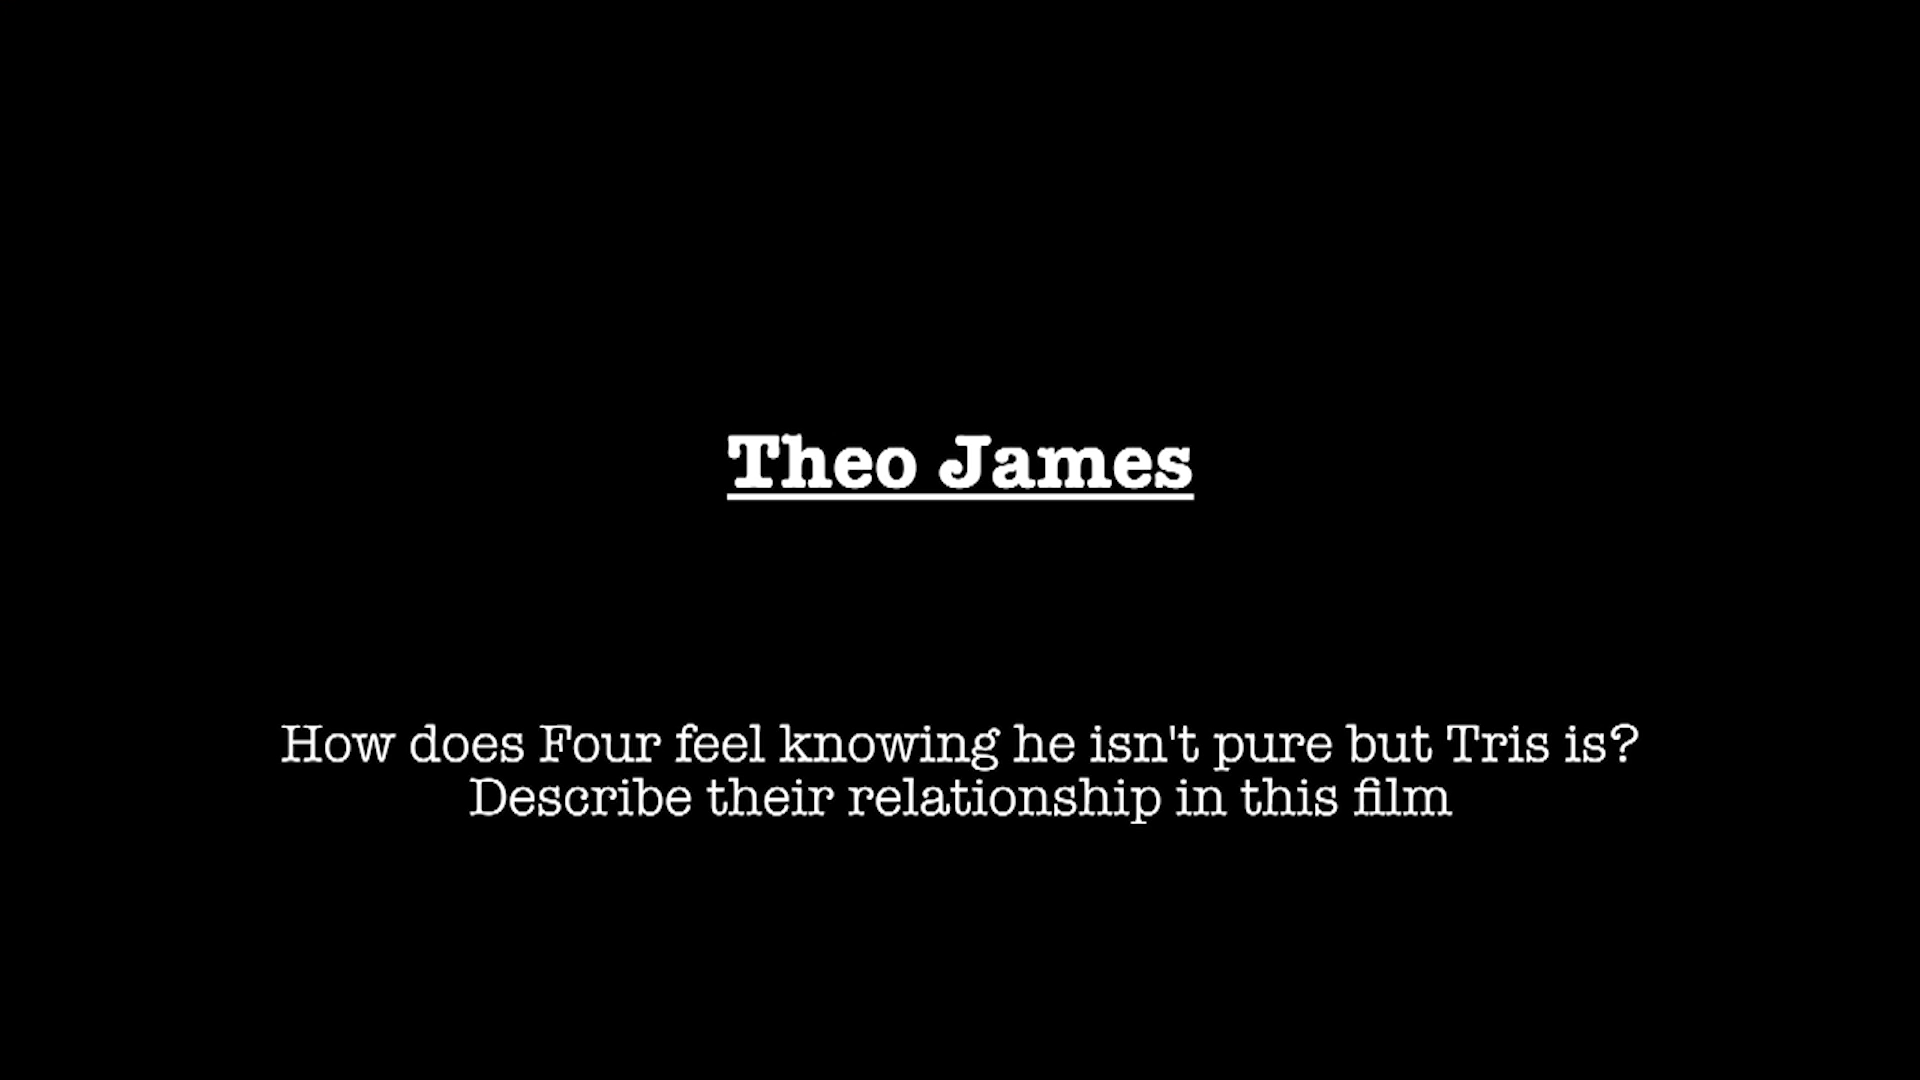 Theo James
How does Four feel knowing he isn't pure but Tris is?
Describe their relationship in this film